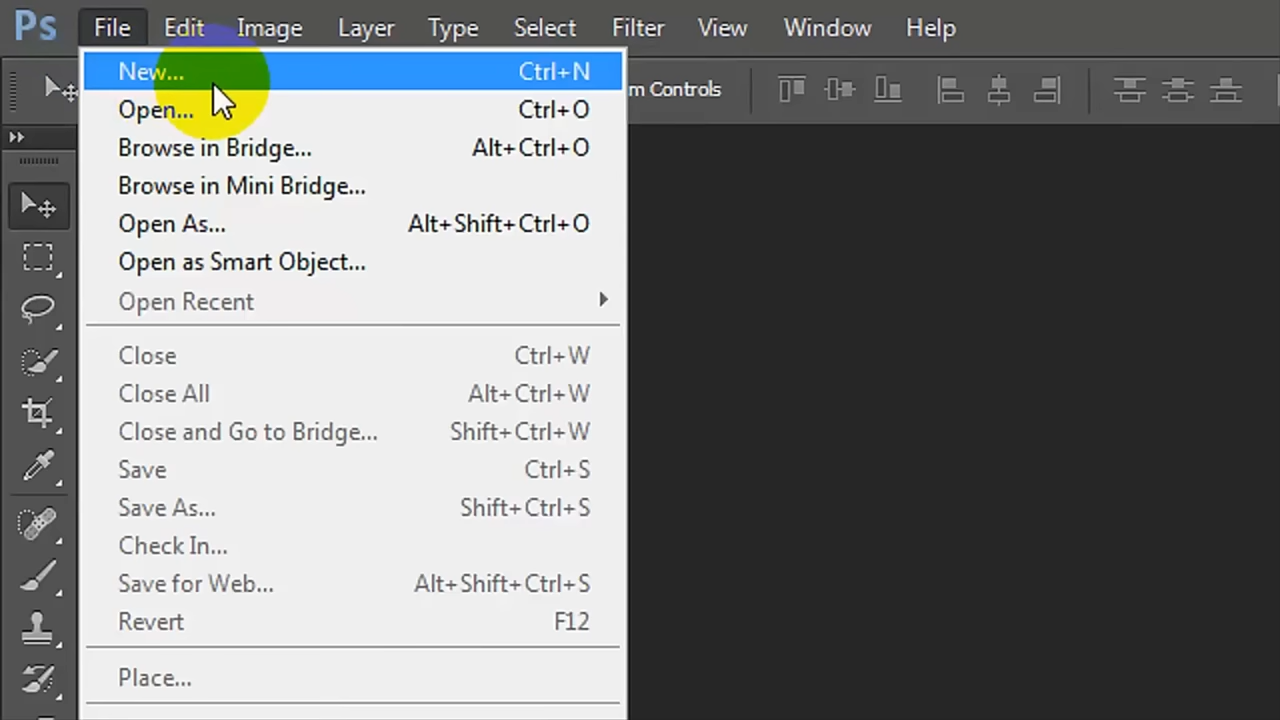 Ps File Edit Image Layer Type Select Filter View Window Help
m Controls
New... Ctrl+N
Open... Ctrl+O
Browse in Bridge... Alt+Ctrl+O
Browse in Mini Bridge...
Open As... Alt+Shift+Ctrl+O
Open as Smart Object...
Open Recent
Close Ctrl+W
Close All Alt+Ctrl+W
Close and Go to Bridge... Shift+Ctrl+W
Save Ctrl+S
Save As... Shift+Ctrl+S
Check In...
Save for Web... Alt+Shift+Ctrl+S
Revert F12
Place...